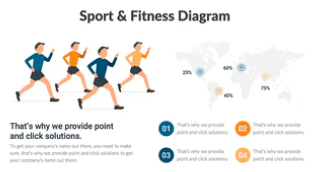 Sport & Fitness Diagram
25%
60%
45%
75%
That's why we provide point
and click solutions.
To get your company's name out there, you need to make
sure, that's why we provide point and click solutions to get
your company's name out there.
01
That's why we provide
point and click solutions.
02
That's why we provide
point and click solutions.
03
That's why we provide
point and click solutions.
04
That's why we provide
point and click solutions.